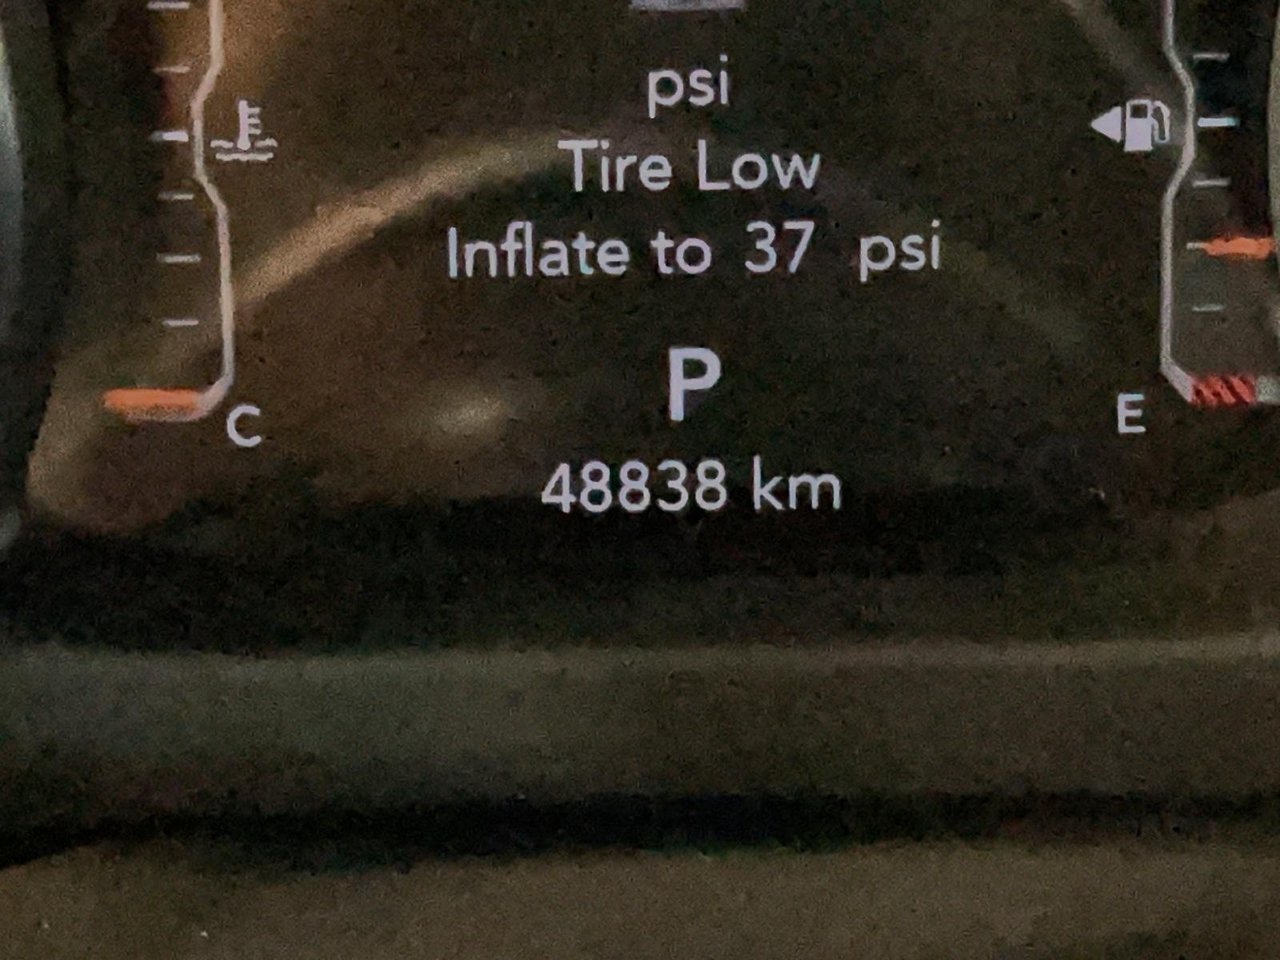 psi
Tire Low
Inflate to 37 psi
P
C
E
48838 km